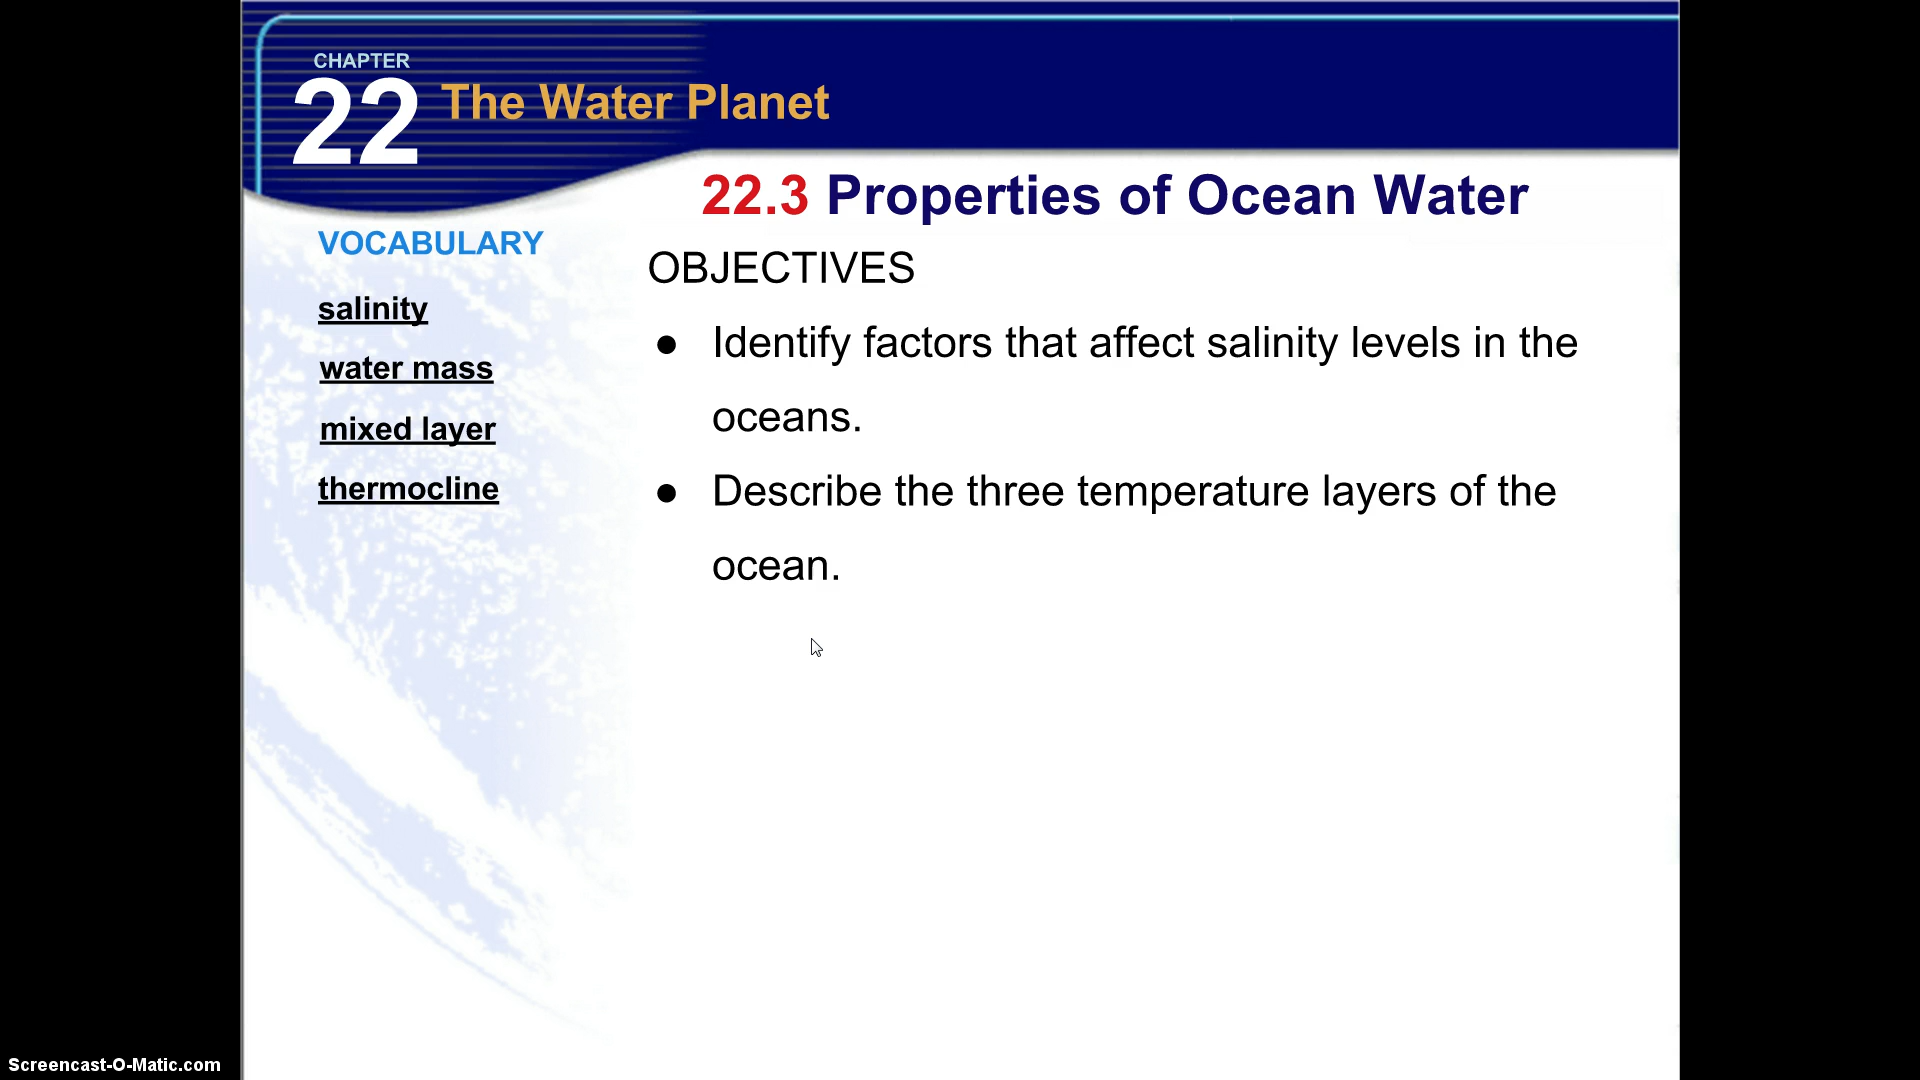 CHAPTER
22 The Water Planet
22.3 Properties of Ocean Water
VOCABULARY
salinity
water mass
mixed layer
thermocline
OBJECTIVES
● Identify factors that affect salinity levels in the
oceans.
● Describe the three temperature layers of the
ocean.
Screencast-O-Matic.com